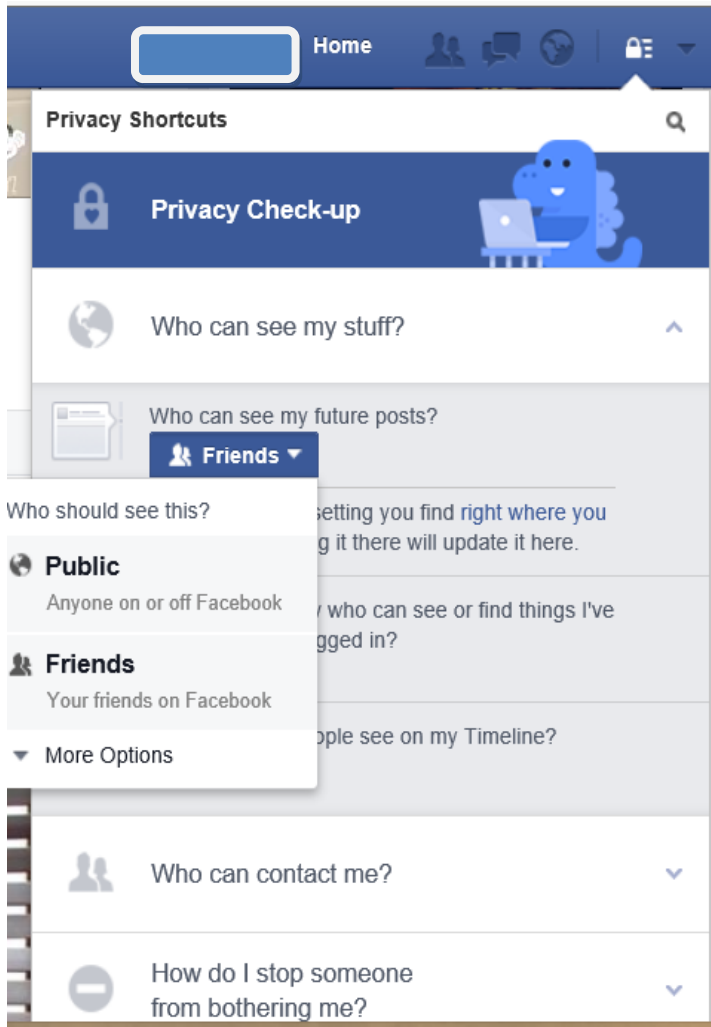 Home
Privacy Shortcuts
Privacy Check-up
Who can see my stuff?
Who can see my future posts?
Friends
Who should see this?
setting you find right where you
g it there will update it here.
Public
Anyone on or off Facebook
who can see or find things I've
gged in?
Friends
Your friends on Facebook
ople see on my Timeline?
More Options
Who can contact me?
How do I stop someone
from bothering me?